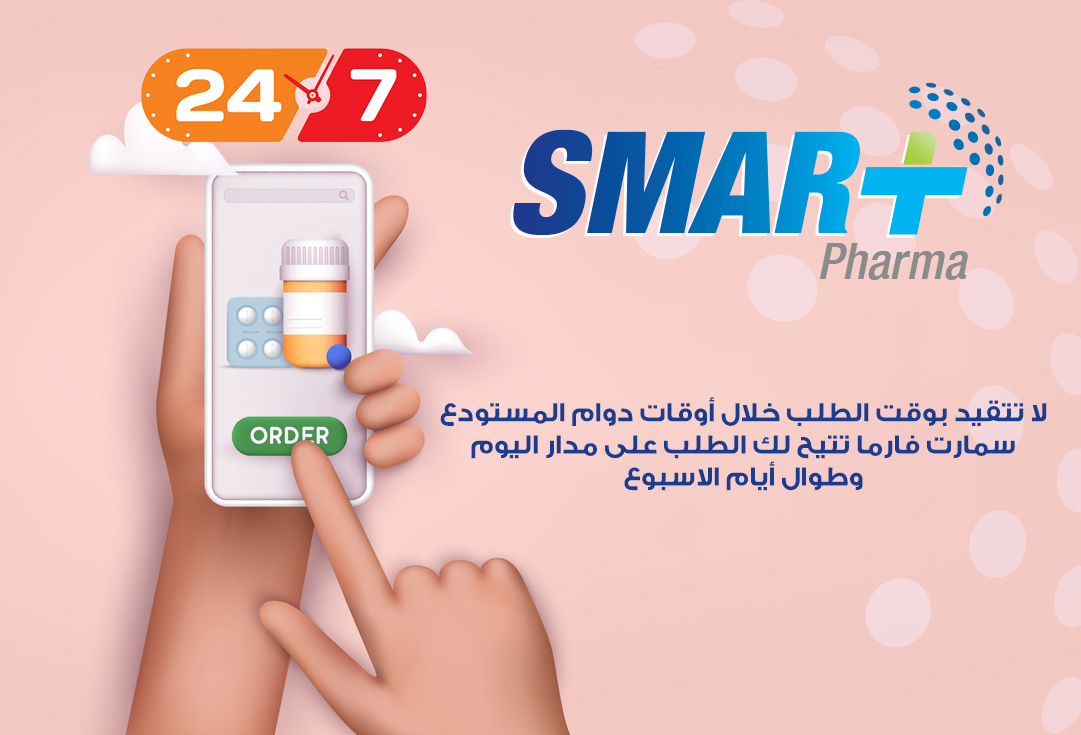 24 7
SMART
Pharma
ORDER
لا تتقيد بوقت الطلب خلال أوقات دوام المستودع
سمارت فارما تتيح لك الطلب على مدار اليوم
وطوال أيام الاسبوع